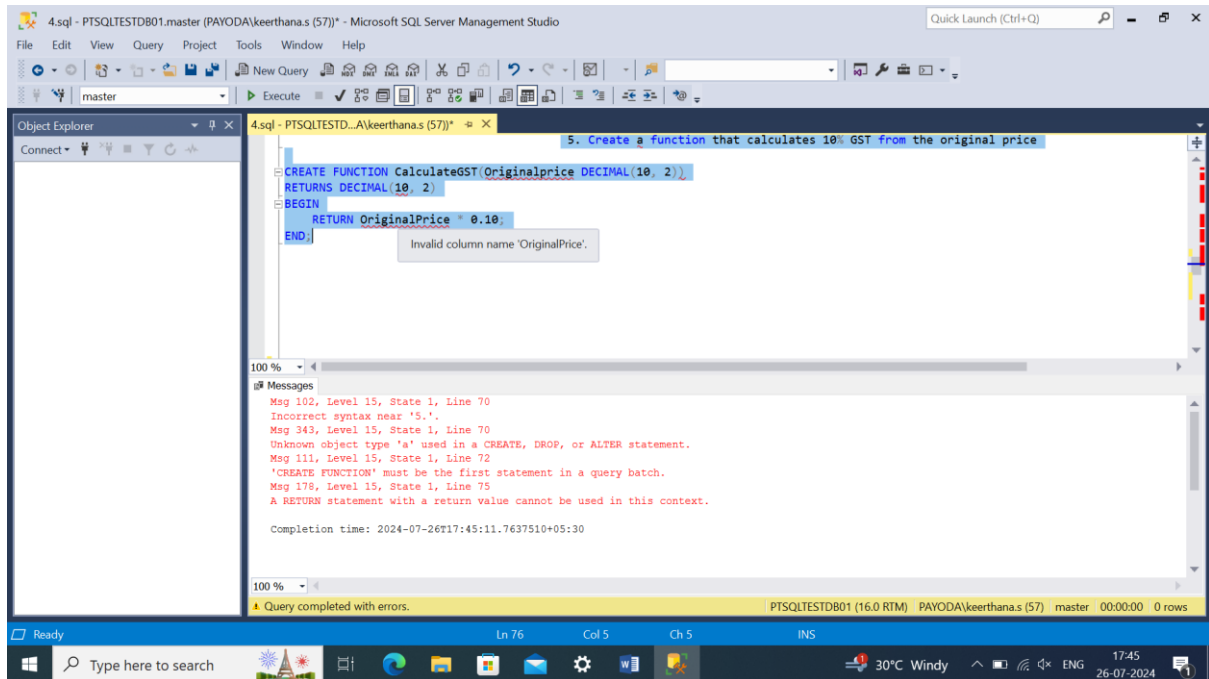 4.sql - PTSQLTESTDB01.master (PAYODA\keerthana.s (57))* - Microsoft SQL Server Management Studio
Quick Launch (Ctrl+Q)
File Edit View Query Project Tools Window Help
New Query
master
Execute
Object Explorer
Connect
4.sql - PTSQLTESTD...A\keerthana.s (57))*
5. Create a function that calculates 10% GST from the original price
CREATE FUNCTION CalculateGST(Originalprice DECIMAL(10, 2))
RETURNS DECIMAL(10, 2)
BEGIN
RETURN OriginalPrice * 0.10;
END;
Invalid column name 'OriginalPrice'.
100 %
Messages
Msg 102, Level 15, State 1, Line 70
Incorrect syntax near '5.'.
Msg 343, Level 15, State 1, Line 70
Unknown object type 'a' used in a CREATE, DROP, or ALTER statement.
Msg 111, Level 15, State 1, Line 72
'CREATE FUNCTION' must be the first statement in a query batch.
Msg 178, Level 15, State 1, Line 75
A RETURN statement with a return value cannot be used in this context.
Completion time: 2024-07-26T17:45:11.7637510+05:30
100 %
Query completed with errors.
PTSQLTESTDB01 (16.0 RTM) PAYODA\keerthana.s (57) master 00:00:00 0 rows
Ready Ln 76 Col 5 Ch 5 INS
Type here to search
30°C Windy ENG
17:45
26-07-2024